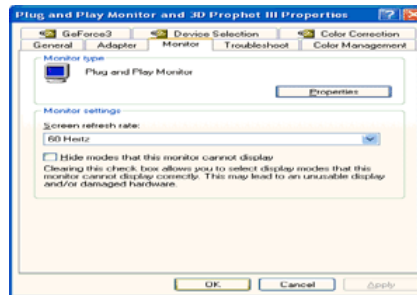 Plug and Play Monitor and 3D Prophet III Properties
GeForce3 Device Selection Color Correction
General Adapter Monitor Troubleshoot Color Management
Monitor type
Plug and Play Monitor
Properties
Monitor settings
Screen refresh rate:
60 Hertz
Hide modes that this monitor cannot display
Clearing this check box allows you to select display modes that this
monitor cannot display correctly. This may lead to an unusable display
and/or damaged hardware.
OK Cancel Apply